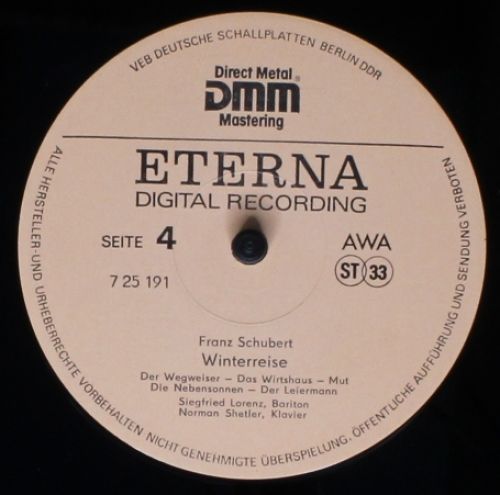 VEB DEUTSCHE SCHALLPLATTEN BERLIN DDR
Direct Metal
DMM®
Mastering
ETERNA
DIGITAL RECORDING
SEITE 4
AWA
7 25 191
ST 33
Franz Schubert
Winterreise
Der Wegweiser – Das Wirtshaus – Mut
Die Nebensonnen – Der Leiermann
Siegfried Lorenz, Bariton
Norman Shetler, Klavier
ALLE HERSTELLER-UND URHEBERRECHTE VORBEHALTEN NICHT GENEHMIGTE ÜBERSPIELUNG, ÖFFENTLICHE AUFFÜHRUNG UND SENDUNG VERBOTEN